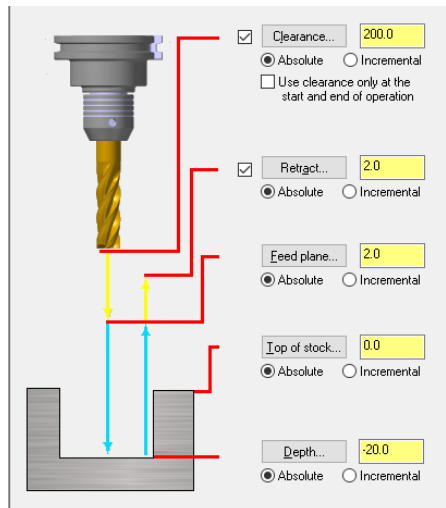 Clearance... 200.0
Absolute Incremental
Use clearance only at the
start and end of operation
Retract... 2.0
Absolute Incremental
Feed plane... 2.0
Absolute Incremental
Top of stock... 0.0
Absolute Incremental
Depth... -20.0
Absolute Incremental